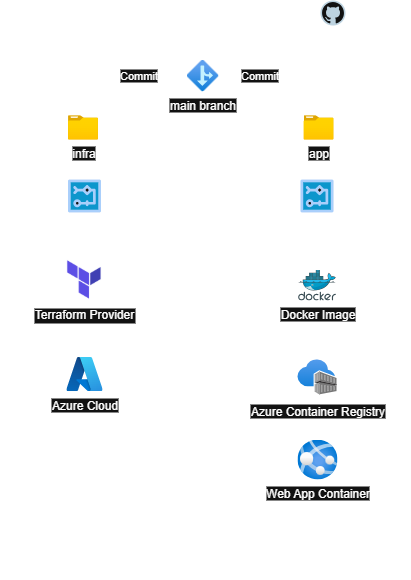 Commit
Commit
main branch
infra
app
docker
Terraform Provider
Docker Image
Azure Cloud
Azure Container Registry
Web App Container